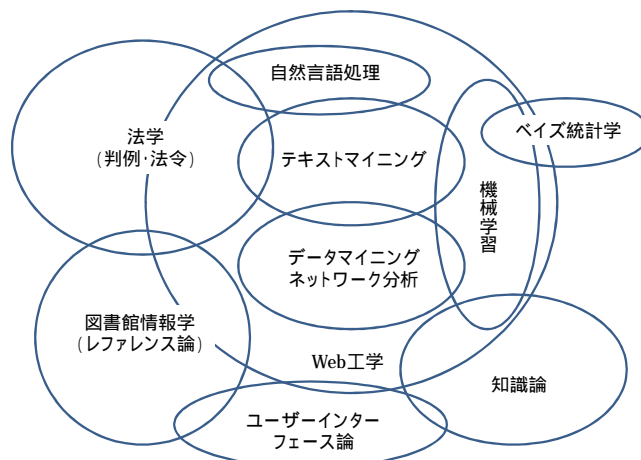 自然言語処理
法学
(判例･法令)
ベイズ統計学
テキストマイニング
機械学習
データマイニング
ネットワーク分析
図書館情報学
(レファレンス論)
Web工学
知識論
ユーザーインター
フェース論